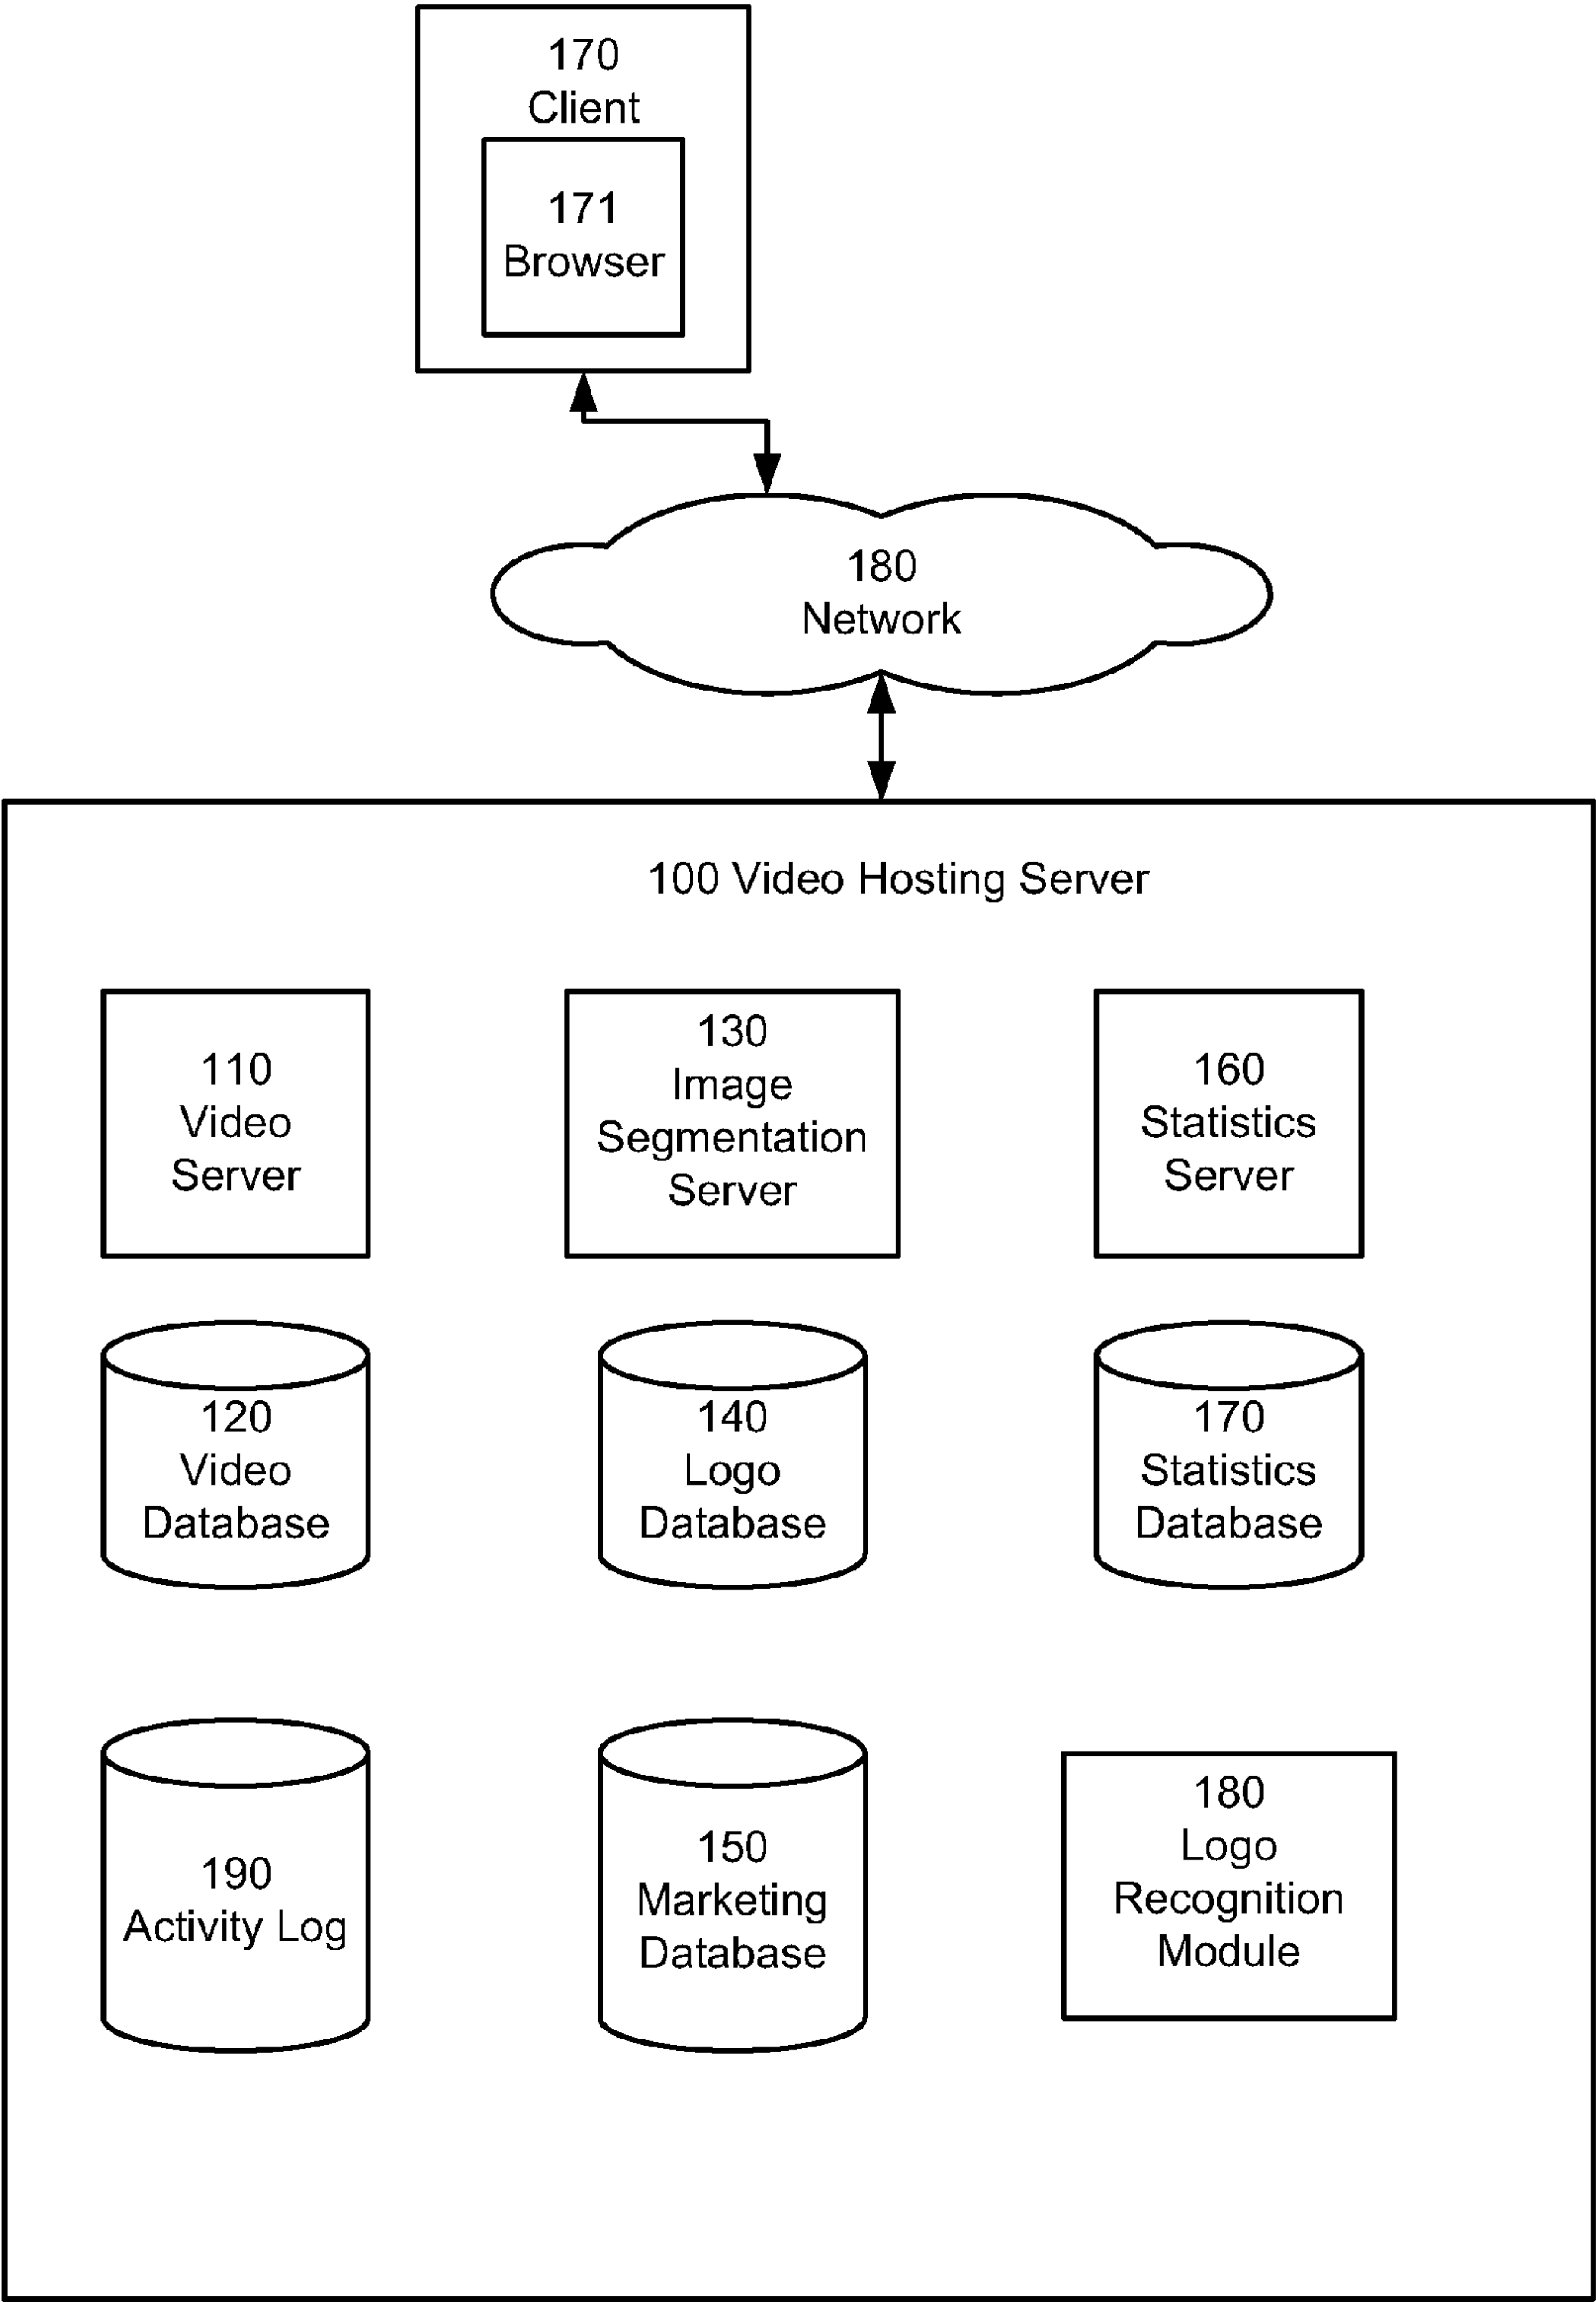 170
Client
171
Browser
180
Network
100 Video Hosting Server
110
Video
Server
130
Image
Segmentation
Server
160
Statistics
Server
120
Video
Database
140
Logo
Database
170
Statistics
Database
190
Activity Log
150
Marketing
Database
180
Logo
Recognition
Module